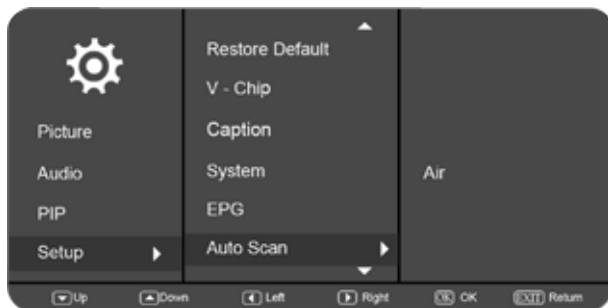 Picture
Audio
PIP
Setup
Restore Default
V - Chip
Caption
System
EPG
Auto Scan
Air
Up Down Left Right OK OK EXIT Return